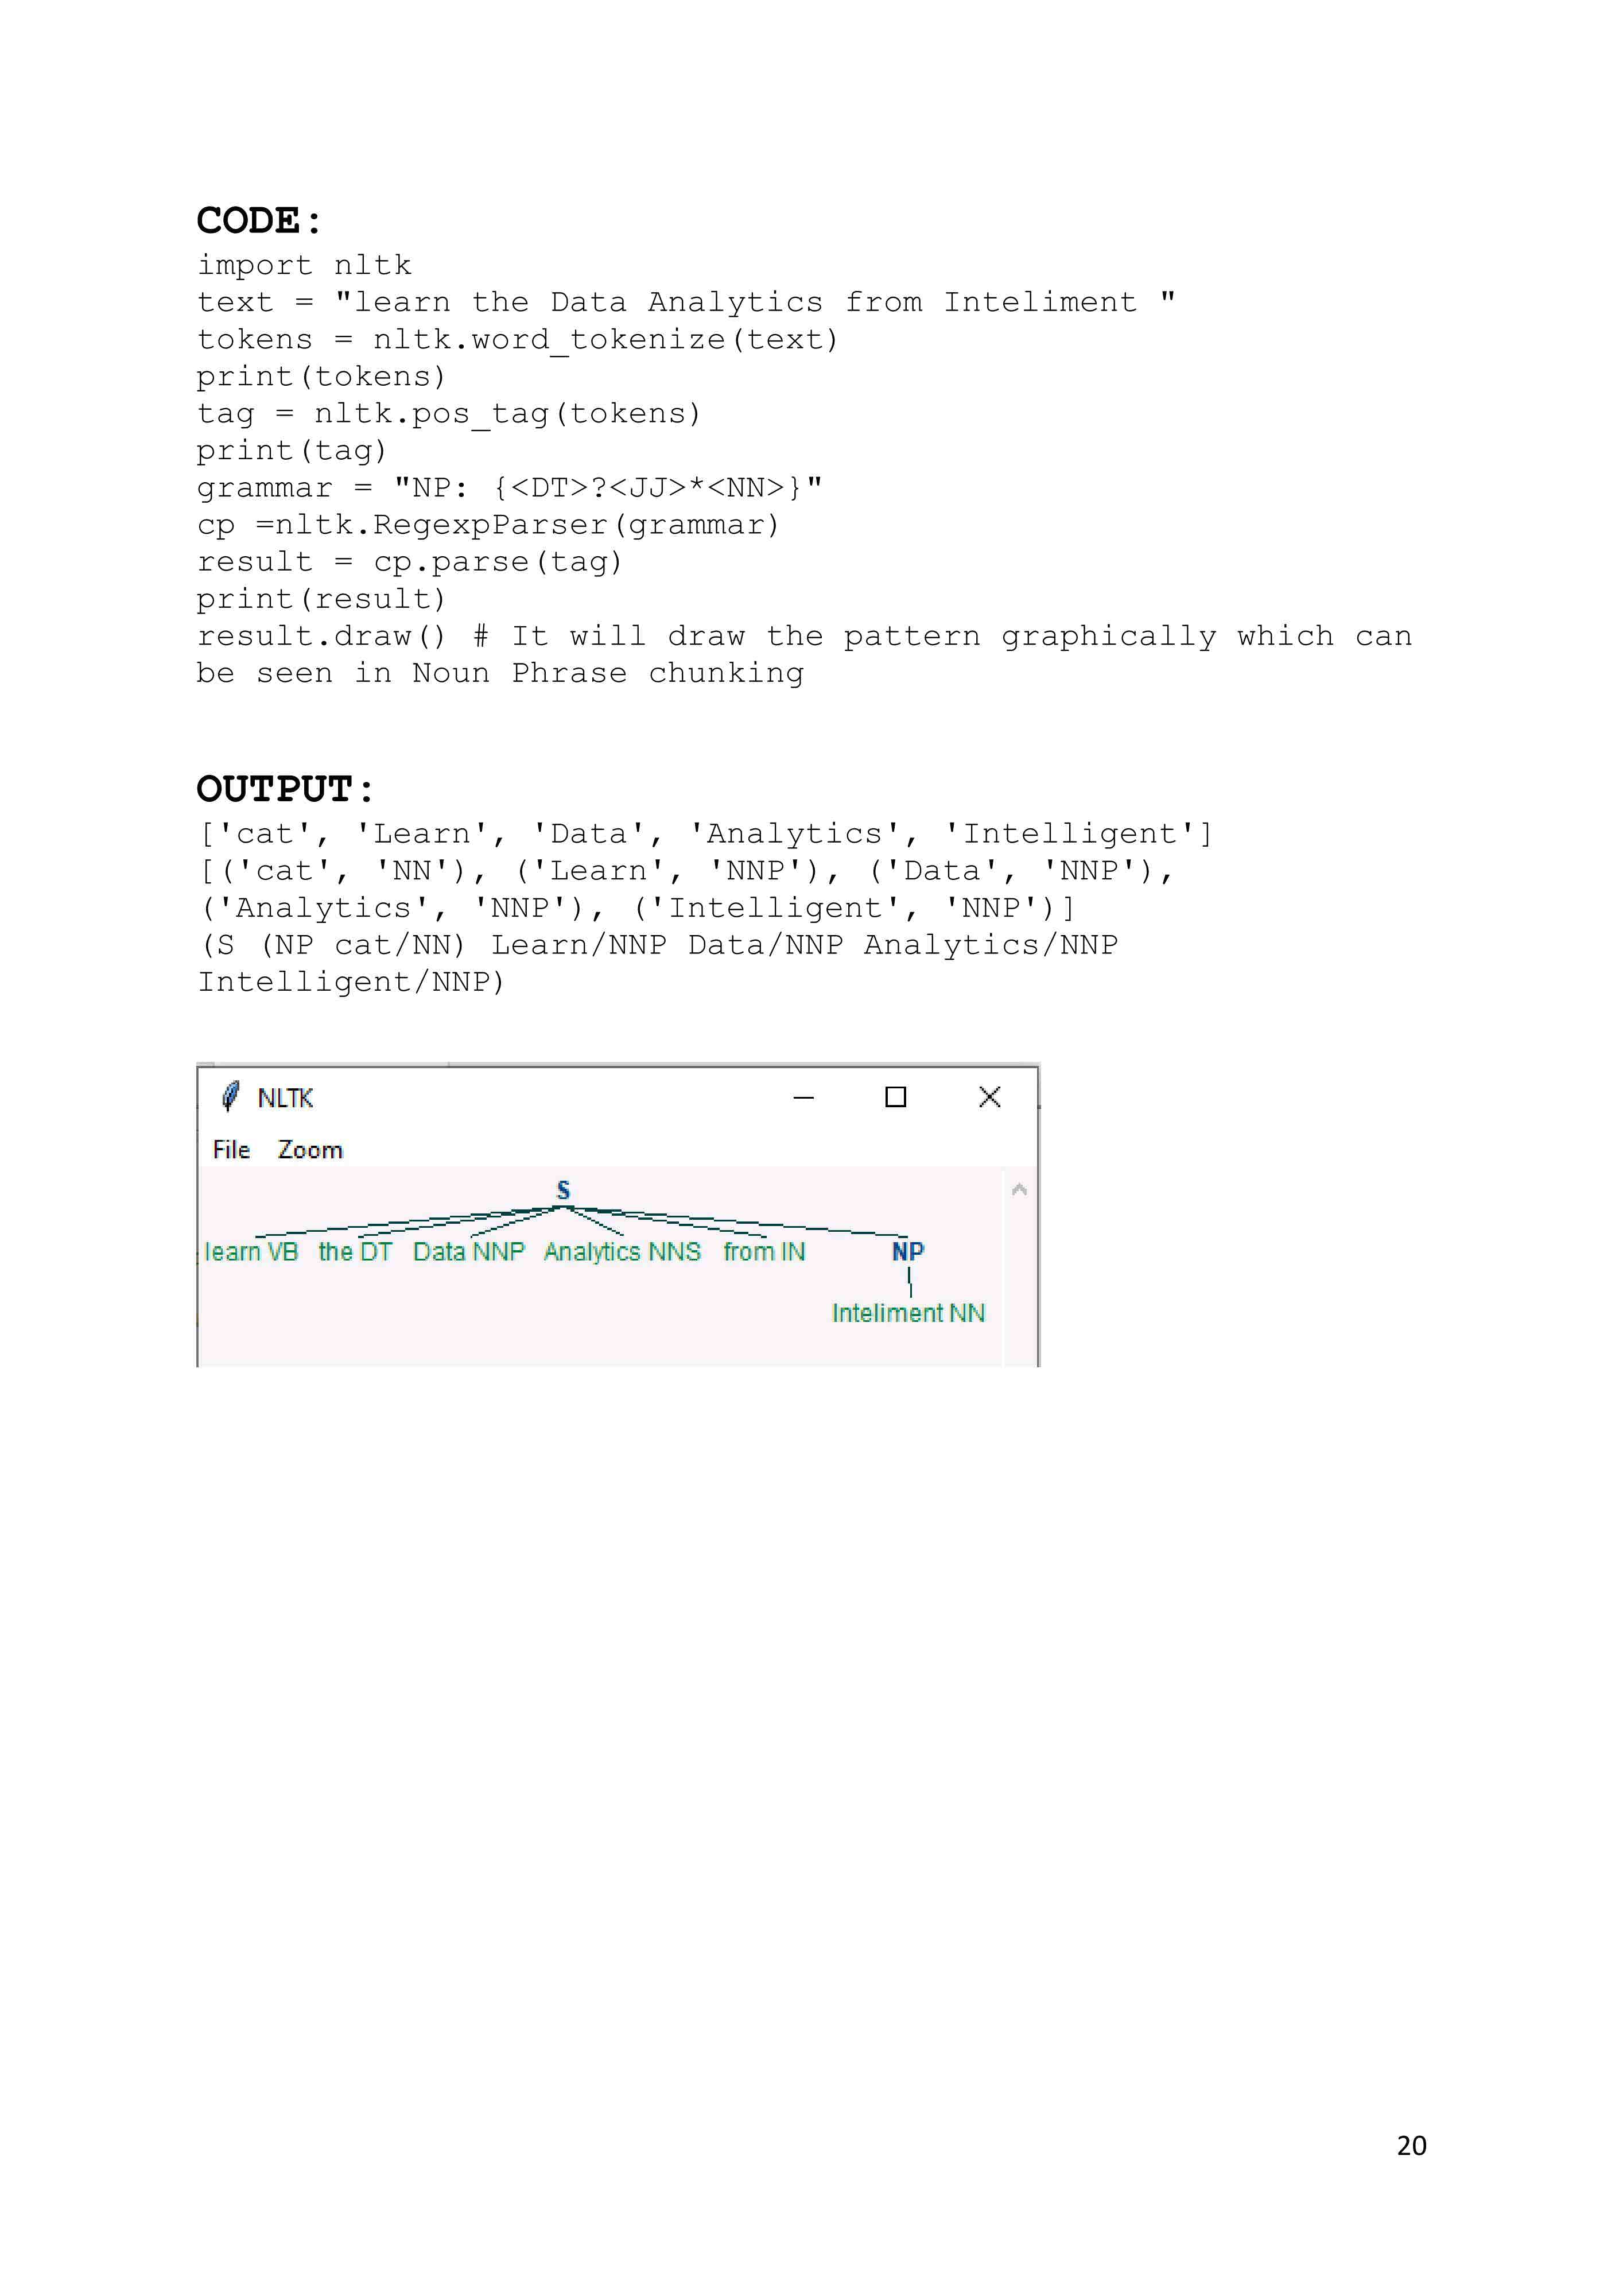 CODE:
import nltk
text = "learn the Data Analytics from Inteliment "
tokens = nltk.word_tokenize(text)
print(tokens)
tag = nltk.pos_tag(tokens)
print(tag)
grammar = "NP: {<DT>?<JJ>*<NN>}"
cp =nltk.RegexpParser(grammar)
result = cp.parse(tag)
print(result)
result.draw() # It will draw the pattern graphically which can
be seen in Noun Phrase chunking
OUTPUT:
['cat', 'Learn', 'Data', 'Analytics', 'Intelligent']
[('cat', 'NN'), ('Learn', 'NNP'), ('Data', 'NNP'),
('Analytics', 'NNP'), ('Intelligent', 'NNP')]
(S (NP cat/NN) Learn/NNP Data/NNP Analytics/NNP
Intelligent/NNP)
NLTK
File Zoom
S
learn VB the DT Data NNP Analytics NNS from IN NP
Inteliment NN
20